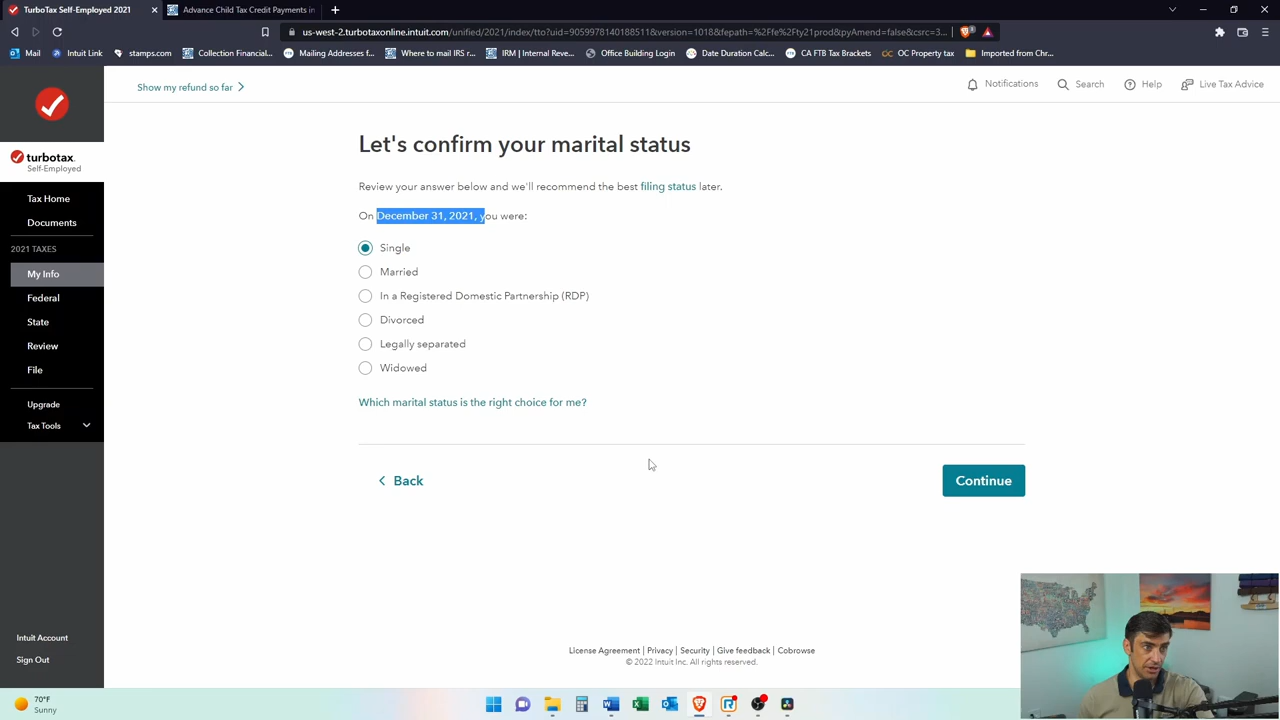 TurboTax Self-Employed 2021
Advance Child Tax Credit Payments in
us-west-2.turbotaxonline.intuit.com/unified/2021/index/tto?uid=9059978140188511&version=1018&fepath=%2Ffe%2Fty21prod&pyAmend=false&csrc=3...
Mail
Intuit Link
stamps.com
Collection Financial...
Mailing Addresses f...
Where to mail IRS r...
IRM | Internal Reve...
Office Building Login
Date Duration Calc...
CA FTB Tax Brackets
OC Property tax
Imported from Chr...
Show my refund so far
Notifications
Search
Help
Live Tax Advice
turbotax
Self-Employed
Tax Home
Documents
2021 TAXES
My Info
Federal
State
Review
File
Upgrade
Tax Tools
Intuit Account
Sign Out
Let's confirm your marital status
Review your answer below and we'll recommend the best filing status later.
On December 31, 2021, you were:
Single
Married
In a Registered Domestic Partnership (RDP)
Divorced
Legally separated
Widowed
Which marital status is the right choice for me?
Back
Continue
License Agreement | Privacy | Security | Give feedback | Cobrowse
© 2022 Intuit Inc. All rights reserved.
70°F
Sunny